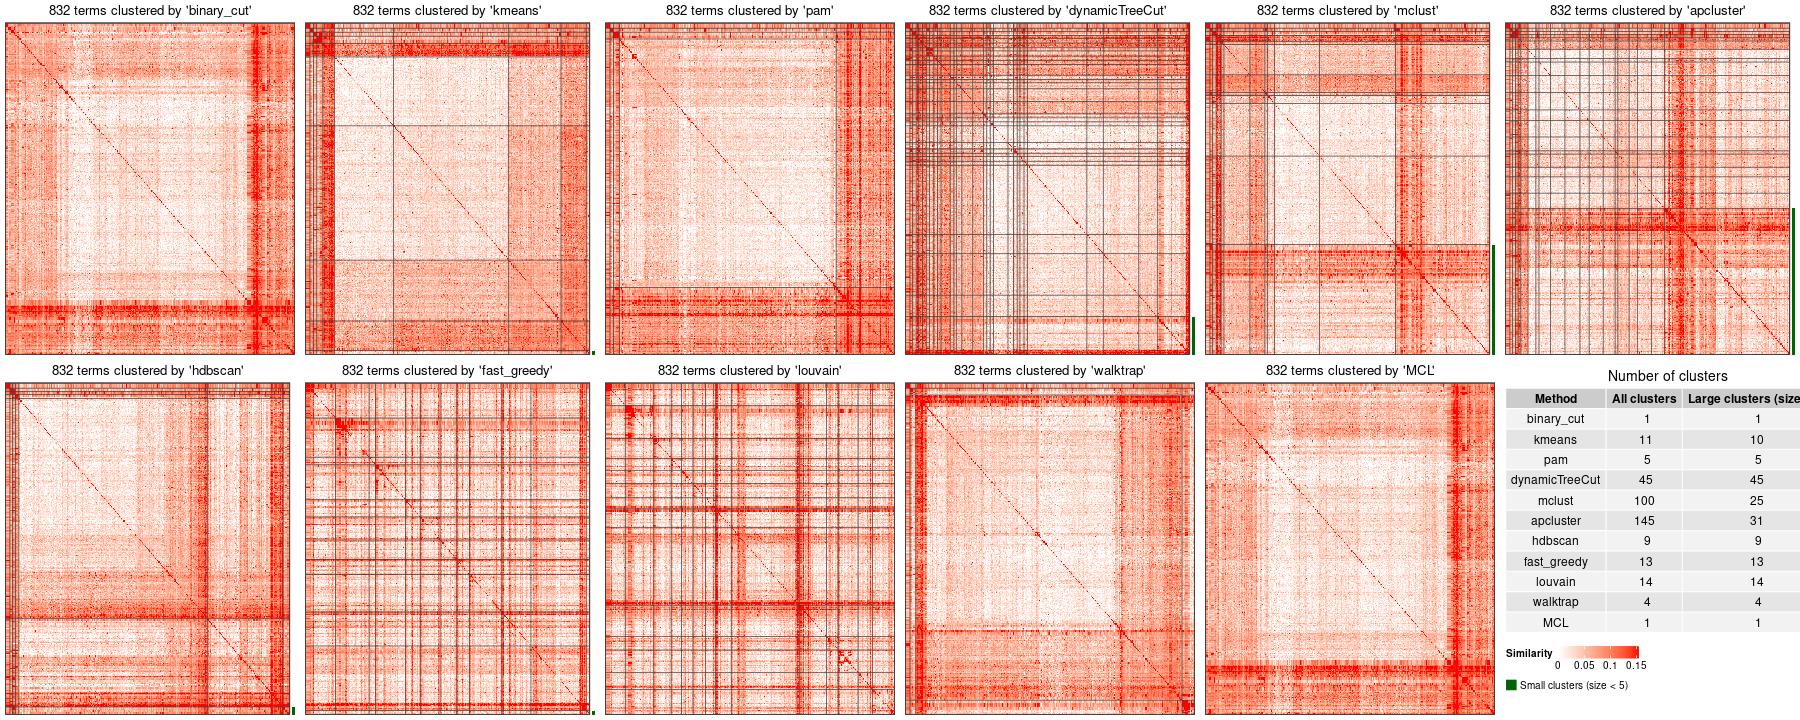 832 terms clustered by 'binary_cut'
832 terms clustered by 'kmeans'
832 terms clustered by 'pam'
832 terms clustered by 'dynamicTreeCut'
832 terms clustered by 'mclust'
832 terms clustered by 'apcluster'
832 terms clustered by 'hdbscan'
832 terms clustered by 'fast_greedy'
832 terms clustered by 'louvain'
832 terms clustered by 'walktrap'
832 terms clustered by 'MCL'
Number of clusters
Method All clusters Large clusters (size
binary_cut 1 1
kmeans 11 10
pam 5 5
dynamicTreeCut 45 45
mclust 100 25
apcluster 145 31
hdbscan 9 9
fast_greedy 13 13
louvain 14 14
walktrap 4 4
MCL 1 1
Similarity
0 0.05 0.1 0.15
Small clusters (size < 5)